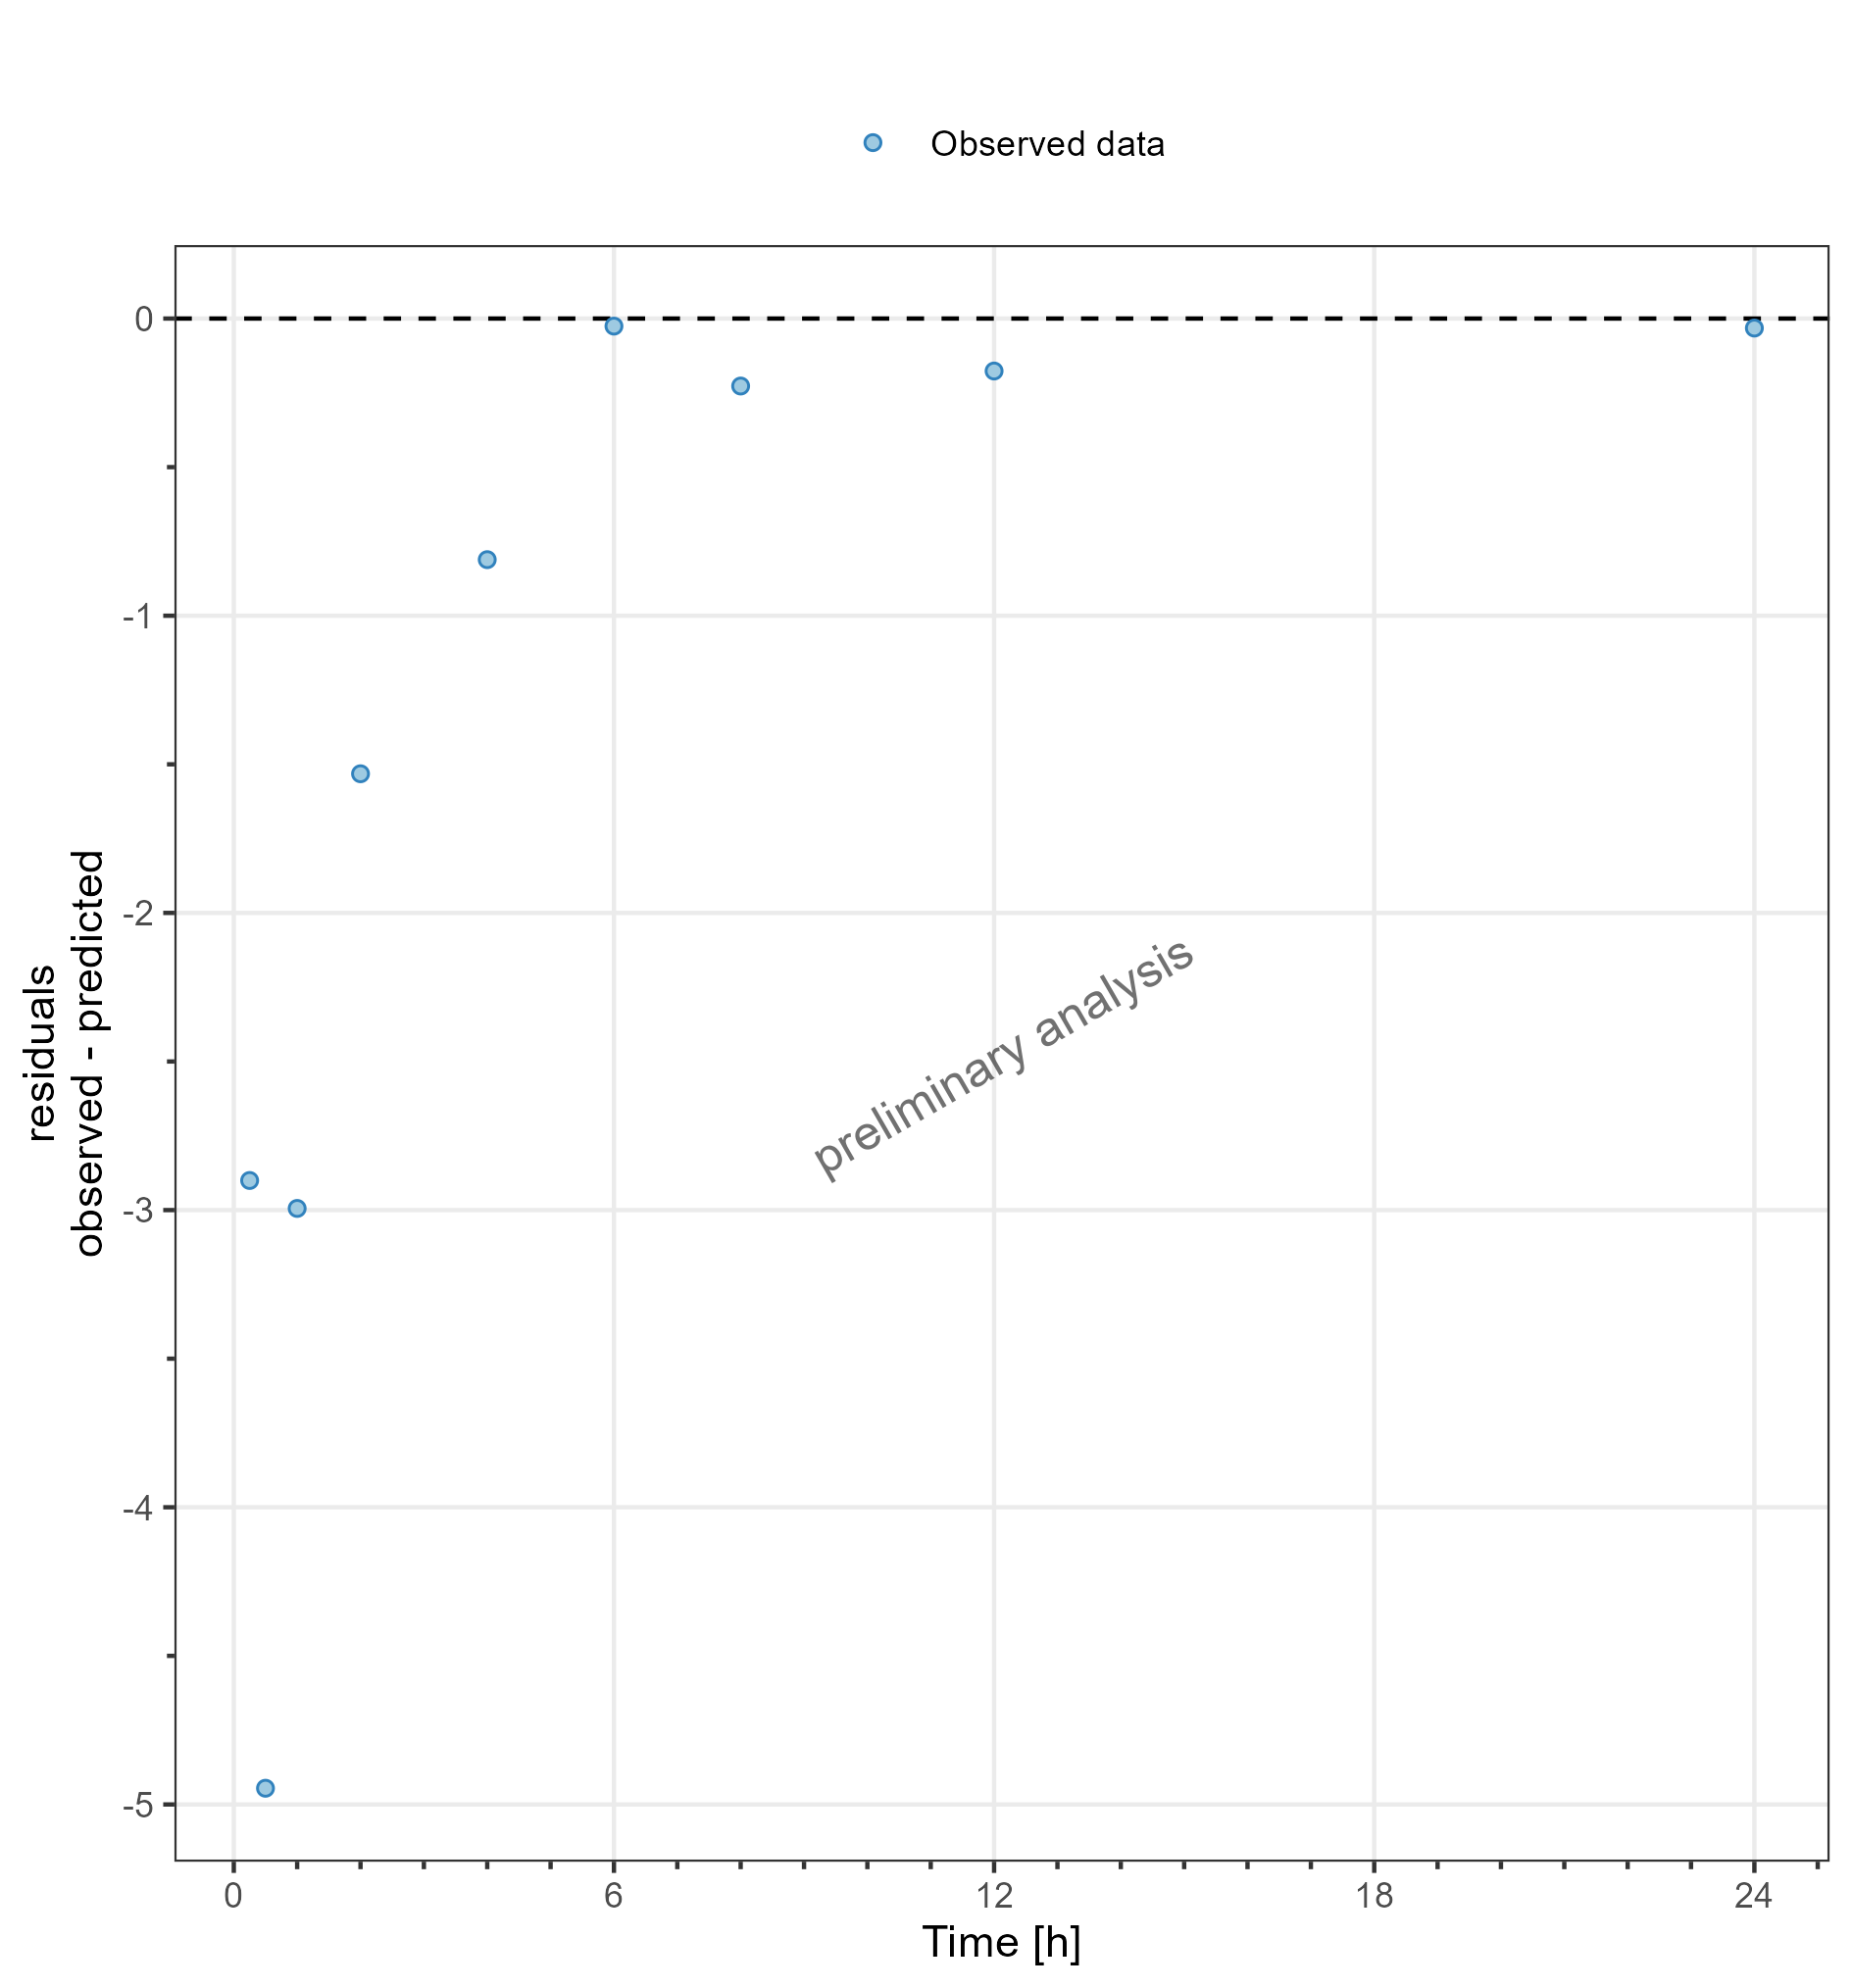 Observed data
0
-1
-2
-3
-4
-5
residuals
observed - predicted
preliminary analysis
0 6 12 18 24
Time [h]